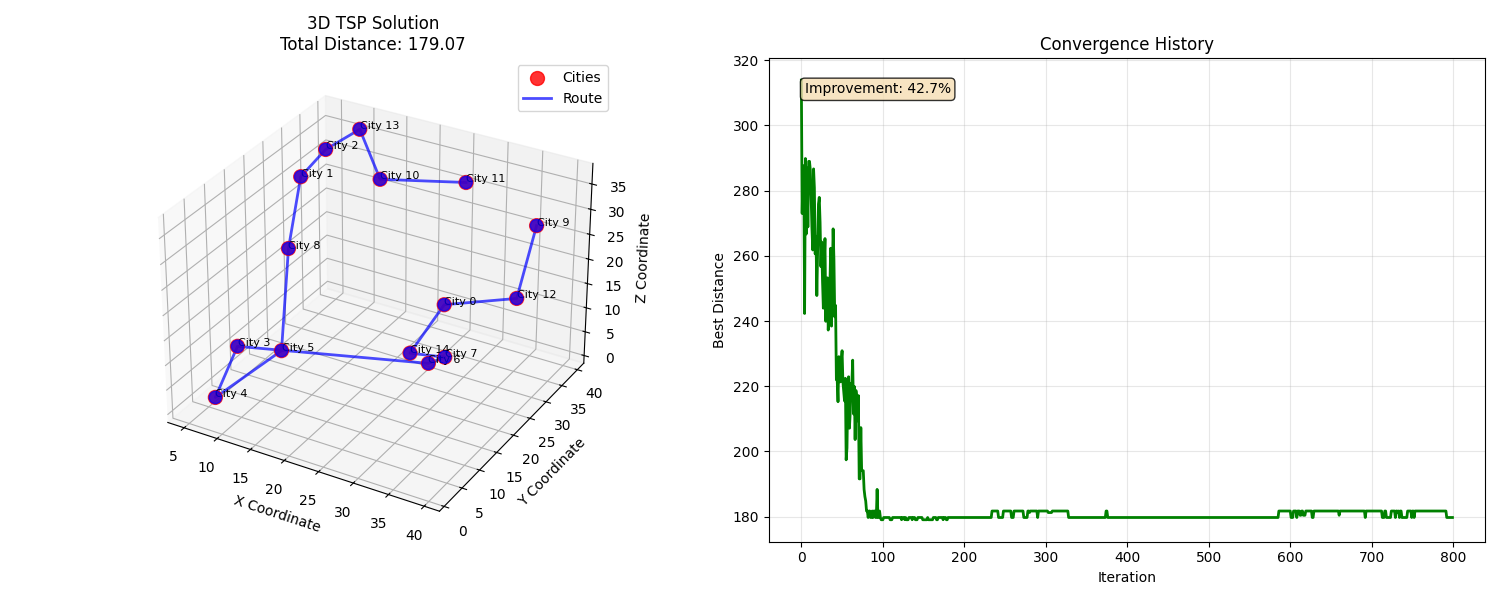 3D TSP Solution
Total Distance: 179.07
Cities
Route
City 13
City 2
City 1
City 10
City 11
City 9
City 8
City 0
City 12
City 3
City 5
City 14
City 7
City 6
City 4
35
30
25
20
15
10
5
0
Z Coordinate
5
10
15
20
25
30
35
40
X Coordinate
0
5
10
15
20
25
30
35
40
Y Coordinate
Convergence History
Improvement: 42.7%
320
300
280
260
240
220
200
180
Best Distance
0
100
200
300
400
500
600
700
800
Iteration